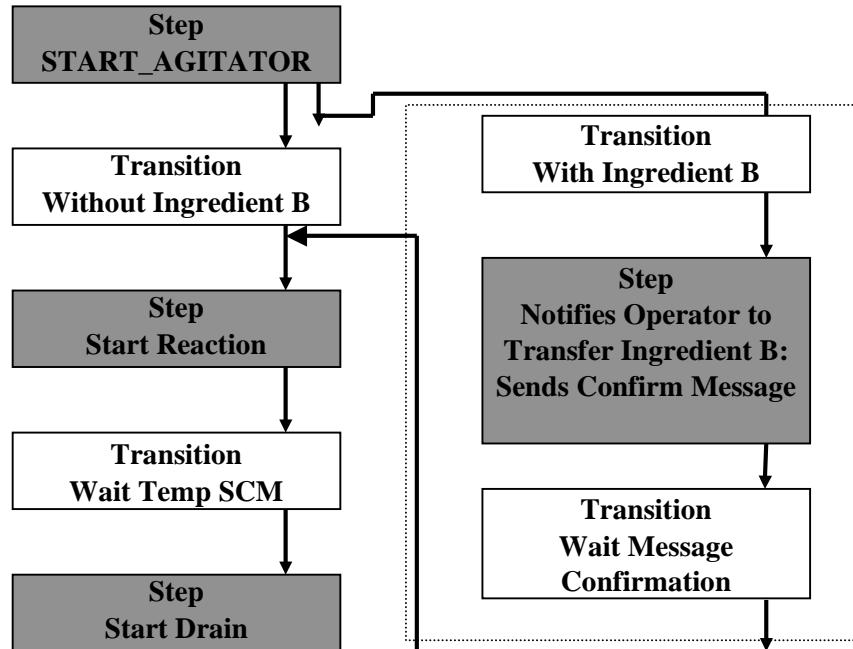 Step
START_AGITATOR
Transition
Without Ingredient B
Step
Start Reaction
Transition
Wait Temp SCM
Step
Start Drain
Transition
With Ingredient B
Step
Notifies Operator to
Transfer Ingredient B:
Sends Confirm Message
Transition
Wait Message
Confirmation